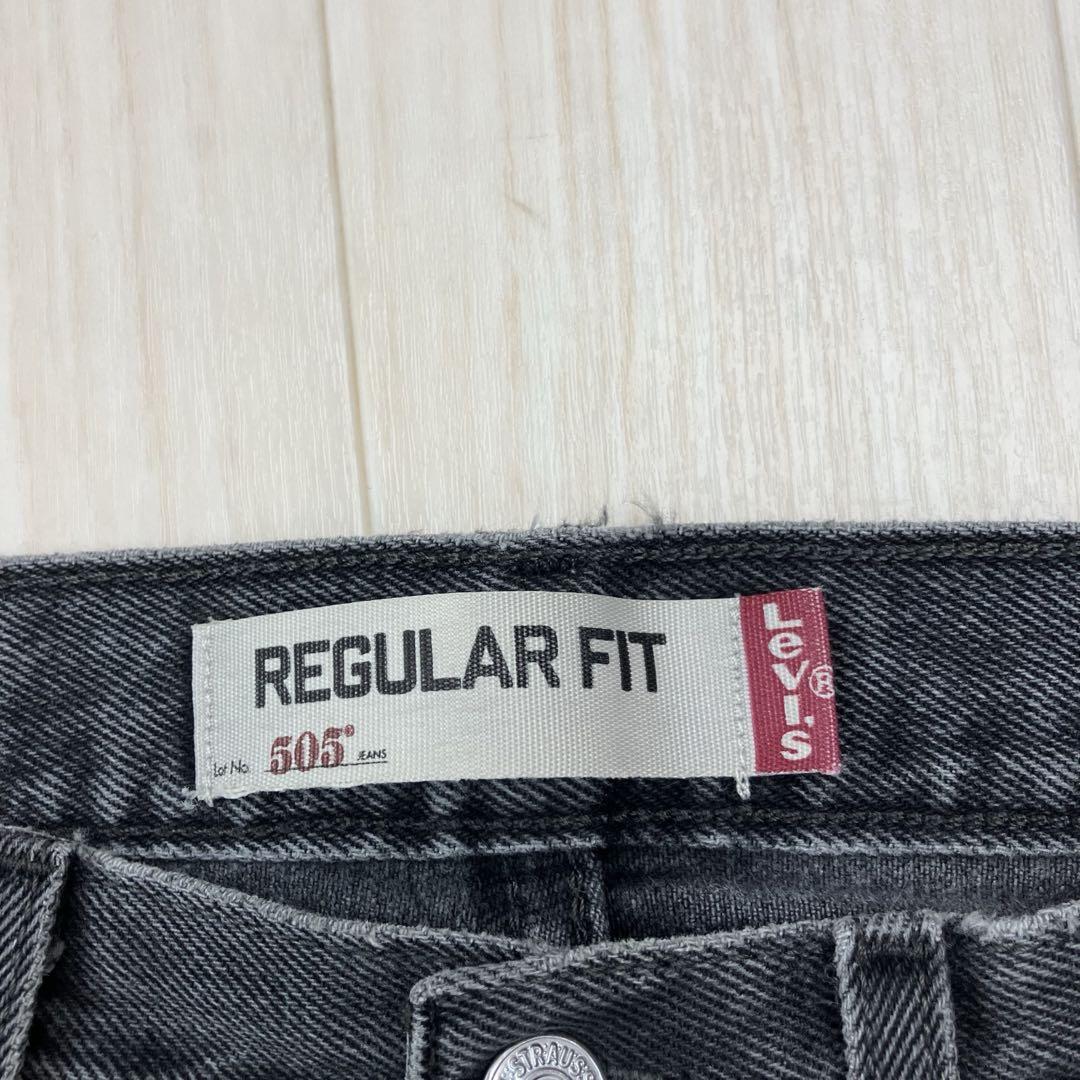 REGULAR FIT
Lot No. 505® JEANS
LeVI.S ®
STRAUSS